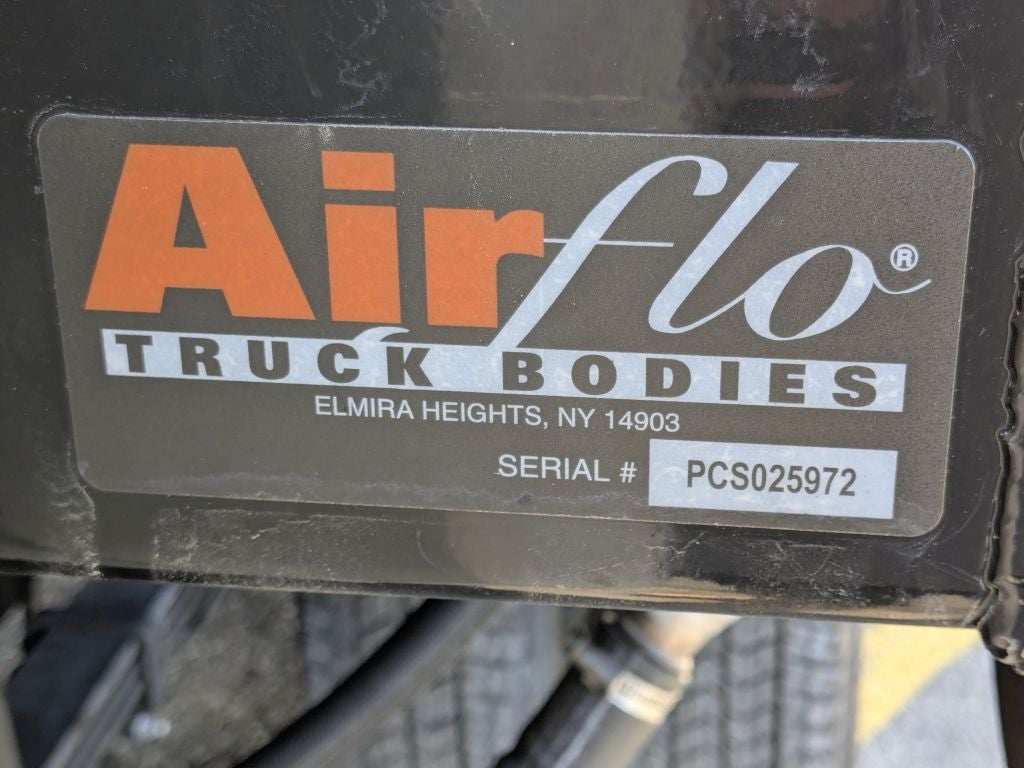 Airflo®
TRUCK BODIES
ELMIRA HEIGHTS, NY 14903
SERIAL # PCS025972